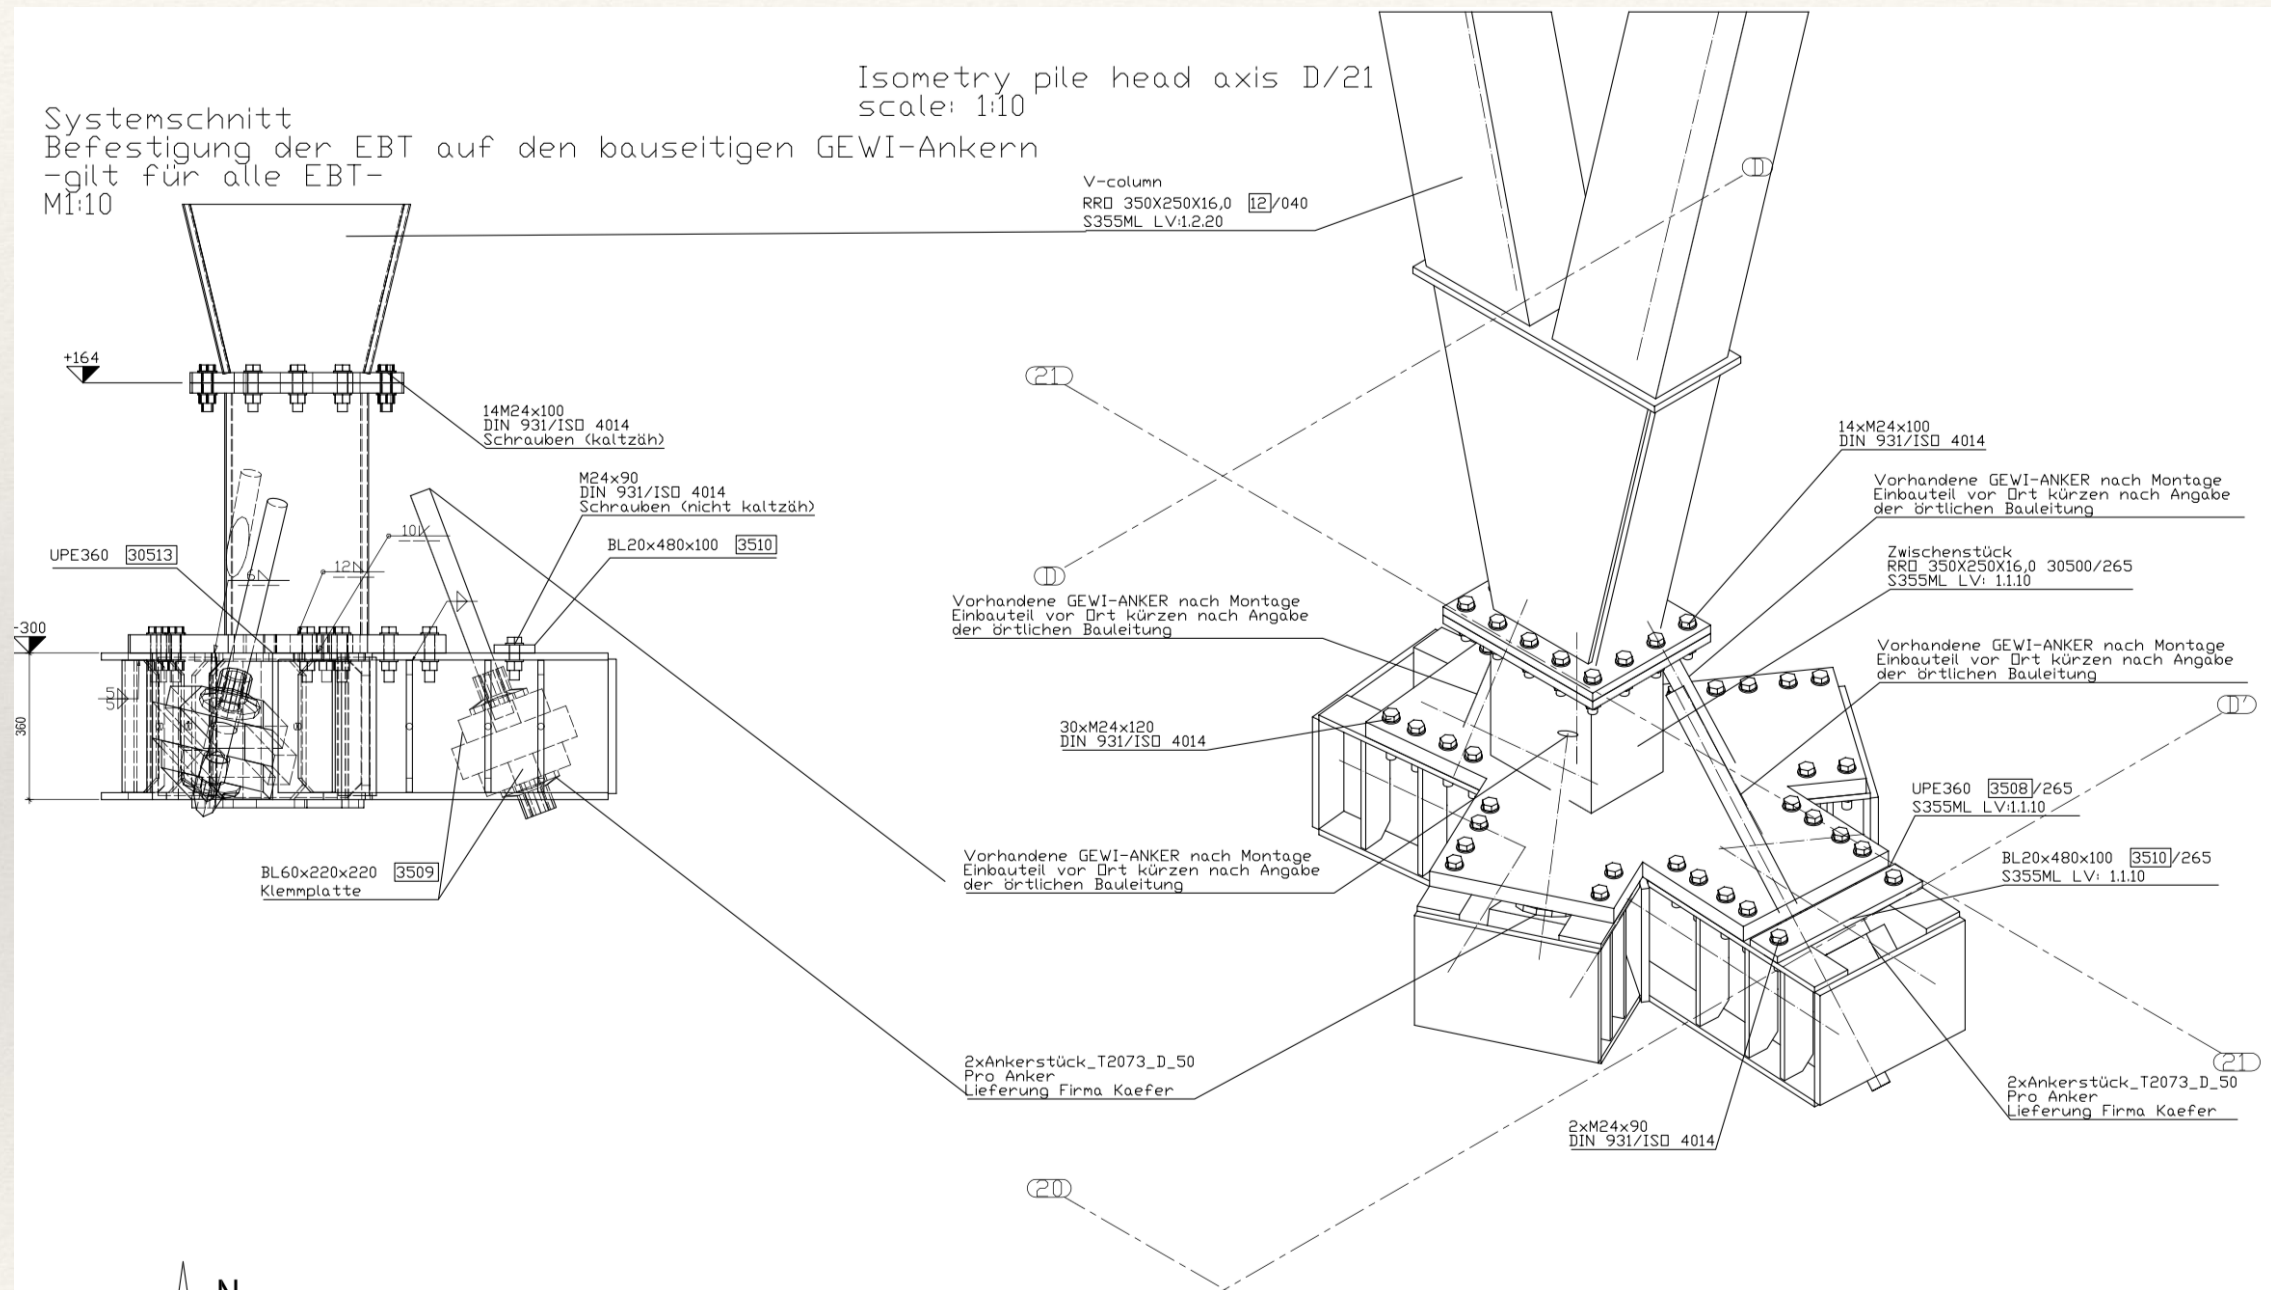 Isometry pile head axis D/21
scale: 1:10
Systemschnitt
Befestigung der EBT auf den bauseitigen GEWI-Ankern
-gilt für alle EBT-
M1:10
V-column
RRO 350X250X16,0 12/040
S355ML LV:1.2.20
+164
14M24x100
DIN 931/ISO 4014
Schrauben (kaltzäh)
M24x90
DIN 931/ISO 4014
Schrauben (nicht kaltzäh)
BL20x480x100 3510
UPE360 30513
10
12
6
-300
5
5
360
BL60x220x220 3509
Klemmplatte
D
21
D
14xM24x100
DIN 931/ISO 4014
Vorhandene GEWI-ANKER nach Montage
Einbauteil vor Ort kürzen nach Angabe
der örtlichen Bauleitung
Zwischenstück
RRO 350X250X16,0 30500/265
S355ML LV: 1.1.10
Vorhandene GEWI-ANKER nach Montage
Einbauteil vor Ort kürzen nach Angabe
der örtlichen Bauleitung
Vorhandene GEWI-ANKER nach Montage
Einbauteil vor Ort kürzen nach Angabe
der örtlichen Bauleitung
D'
30xM24x120
DIN 931/ISO 4014
UPE360 3508/265
S355ML LV:1.1.10
BL20x480x100 3510/265
S355ML LV: 1.1.10
Vorhandene GEWI-ANKER nach Montage
Einbauteil vor Ort kürzen nach Angabe
der örtlichen Bauleitung
2xAnkerstück_T2073_D_50
Pro Anker
Lieferung Firma Kaefer
21
2xAnkerstück_T2073_D_50
Pro Anker
Lieferung Firma Kaefer
2xM24x90
DIN 931/ISO 4014
20
N